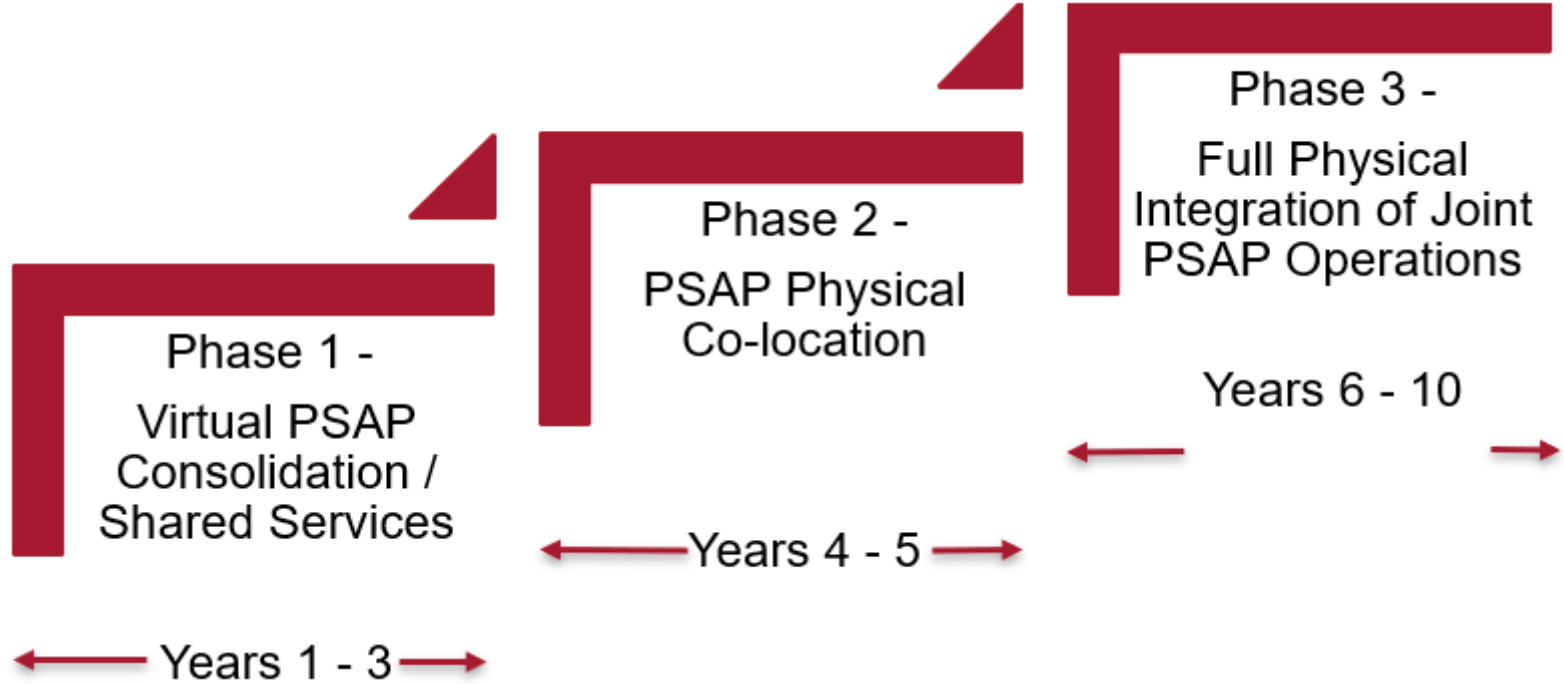 Phase 1 -
Virtual PSAP
Consolidation /
Shared Services
Years 1 - 3
Phase 2 -
PSAP Physical
Co-location
Years 4 - 5
Phase 3 -
Full Physical
Integration of Joint
PSAP Operations
Years 6 - 10